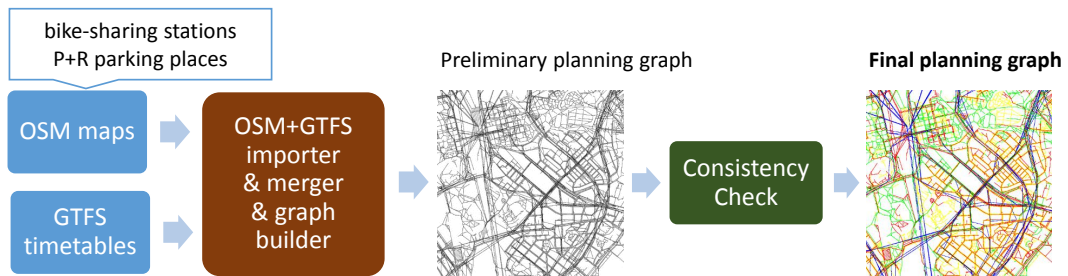 bike-sharing stations
P+R parking places
OSM maps
GTFS
timetables
OSM+GTFS
importer
& merger
& graph
builder
Preliminary planning graph
Consistency
Check
Final planning graph